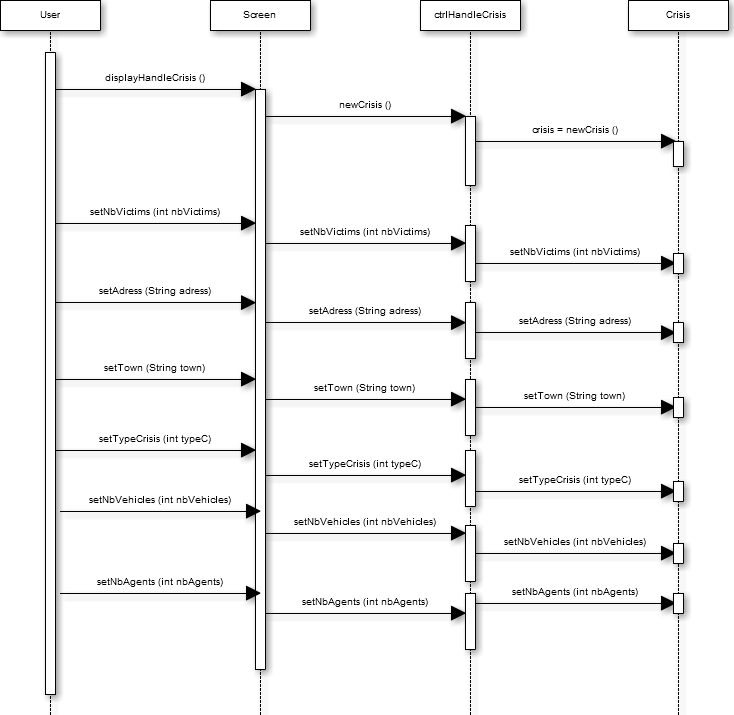 User
Screen
ctrlHandleCrisis
Crisis
displayHandleCrisis ()
newCrisis ()
crisis = newCrisis ()
setNbVictims (int nbVictims)
setNbVictims (int nbVictims)
setNbVictims (int nbVictims)
setAdress (String adress)
setAdress (String adress)
setAdress (String adress)
setTown (String town)
setTown (String town)
setTown (String town)
setTypeCrisis (int typeC)
setTypeCrisis (int typeC)
setTypeCrisis (int typeC)
setNbVehicles (int nbVehicles)
setNbVehicles (int nbVehicles)
setNbVehicles (int nbVehicles)
setNbAgents (int nbAgents)
setNbAgents (int nbAgents)
setNbAgents (int nbAgents)